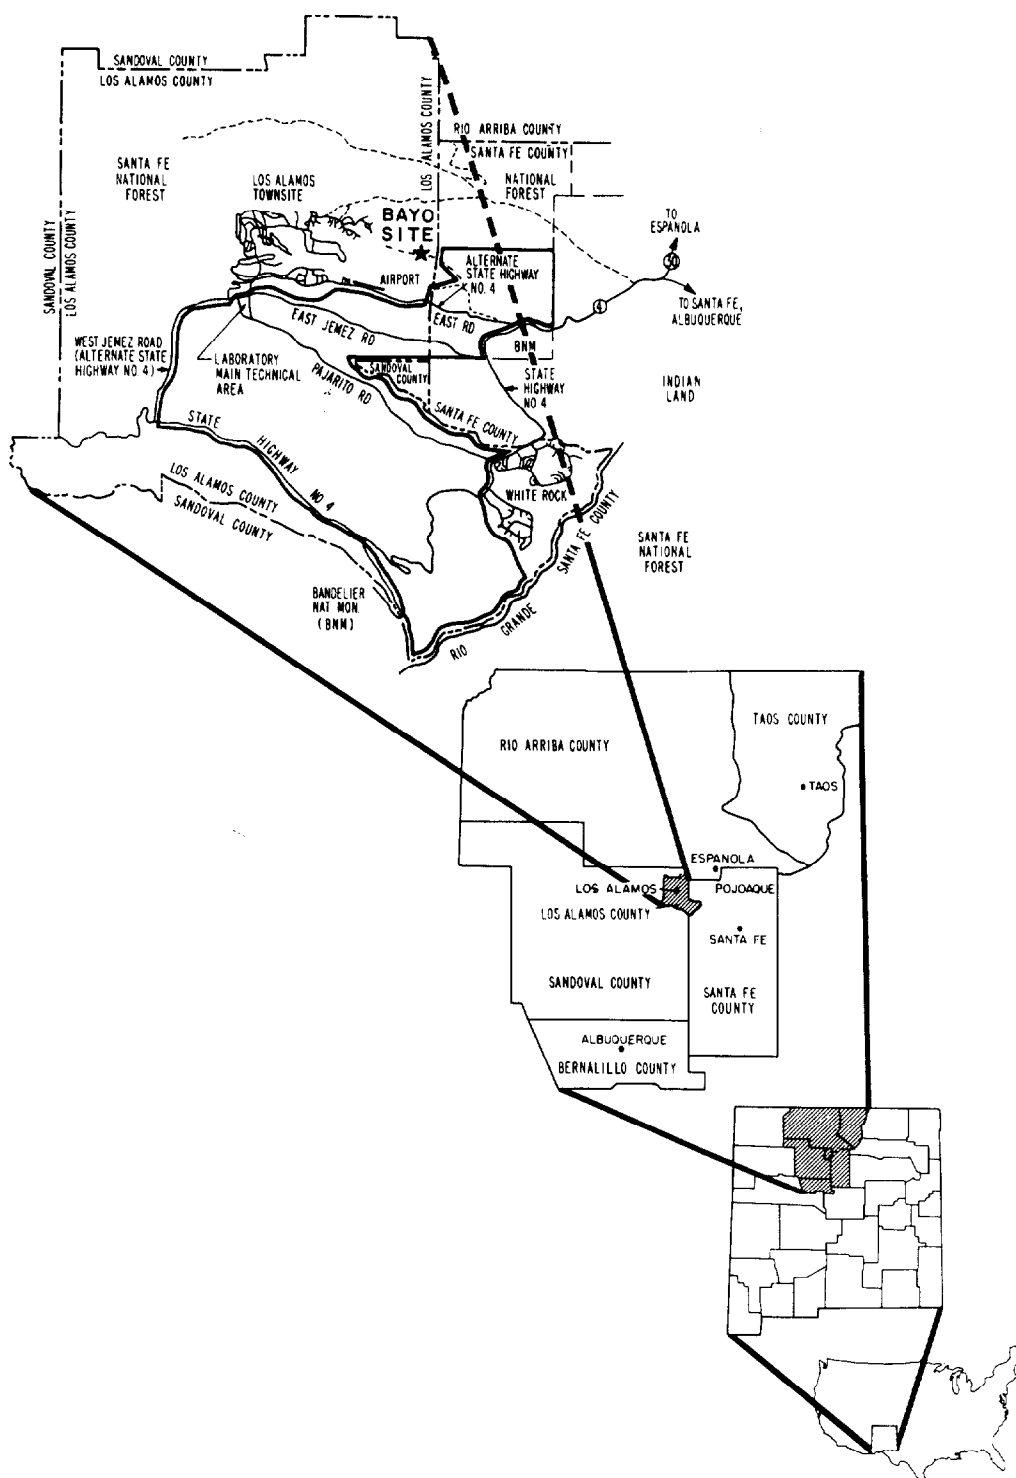 SANDOVAL COUNTY
LOS ALAMOS COUNTY
LOS ALAMOS COUNTY
RIO ARRIBA COUNTY
SANTA FE COUNTY
SANTA FE
NATIONAL
FOREST
LOS ALAMOS
TOWNSITE
NATIONAL
FOREST
BAYO
SITE
TO
ESPANOLA
30
SANDOVAL COUNTY
LOS ALAMOS COUNTY
AIRPORT
ALTERNATE
STATE HIGHWAY
NO. 4
4
TO SANTA FE,
ALBUQUERQUE
EAST JEMEZ RD
EAST RD
BNM
WEST JEMEZ ROAD
(ALTERNATE STATE
HIGHWAY NO. 4)
LABORATORY
MAIN TECHNICAL
AREA
PAJARITO RD
SANDOVAL
COUNTY
STATE
HIGHWAY
NO 4
INDIAN
LAND
SANTA FE COUNTY
STATE HIGHWAY NO 4
LOS ALAMOS COUNTY
SANDOVAL COUNTY
WHITE ROCK
SANTA FE COUNTY
SANTA FE
NATIONAL
FOREST
BANDELIER
NAT MON.
(BNM)
RIO GRANDE
RIO ARRIBA COUNTY
TAOS COUNTY
TAOS
ESPANOLA
LOS ALAMOS
POJOAQUE
LOS ALAMOS COUNTY
SANTA FE
SANDOVAL COUNTY
SANTA FE
COUNTY
ALBUQUERQUE
BERNALILLO COUNTY